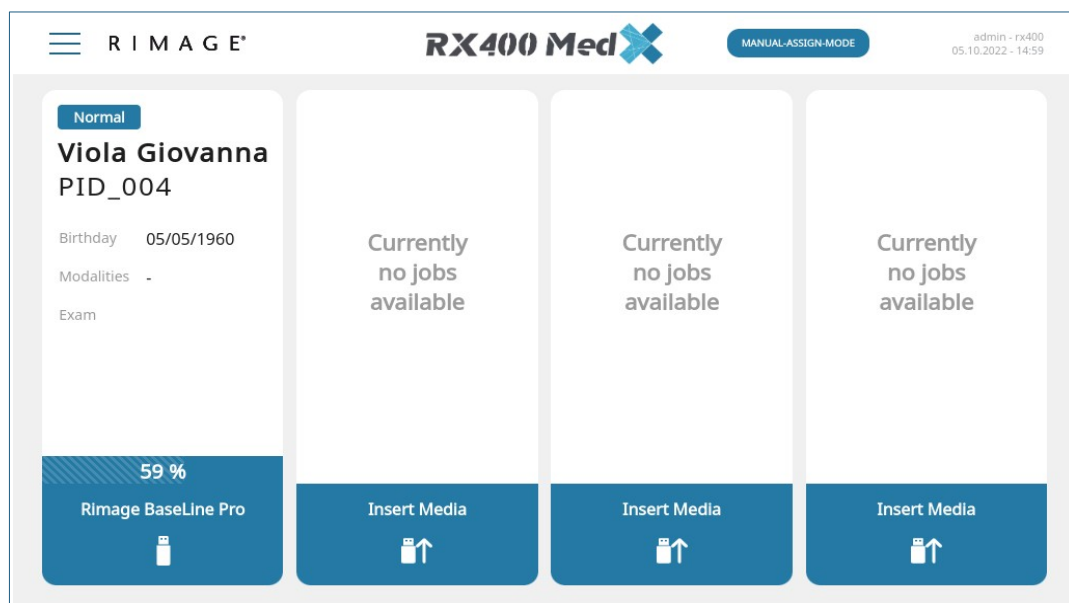 RIMAGE®
RX400 Med
MANUAL-ASSIGN-MODE
admin - rx400
05.10.2022 - 14:59
Normal
Viola Giovanna
PID_004
Birthday 05/05/1960
Modalities -
Exam
59 %
Rimage BaseLine Pro
Currently
no jobs
available
Insert Media
Currently
no jobs
available
Insert Media
Currently
no jobs
available
Insert Media